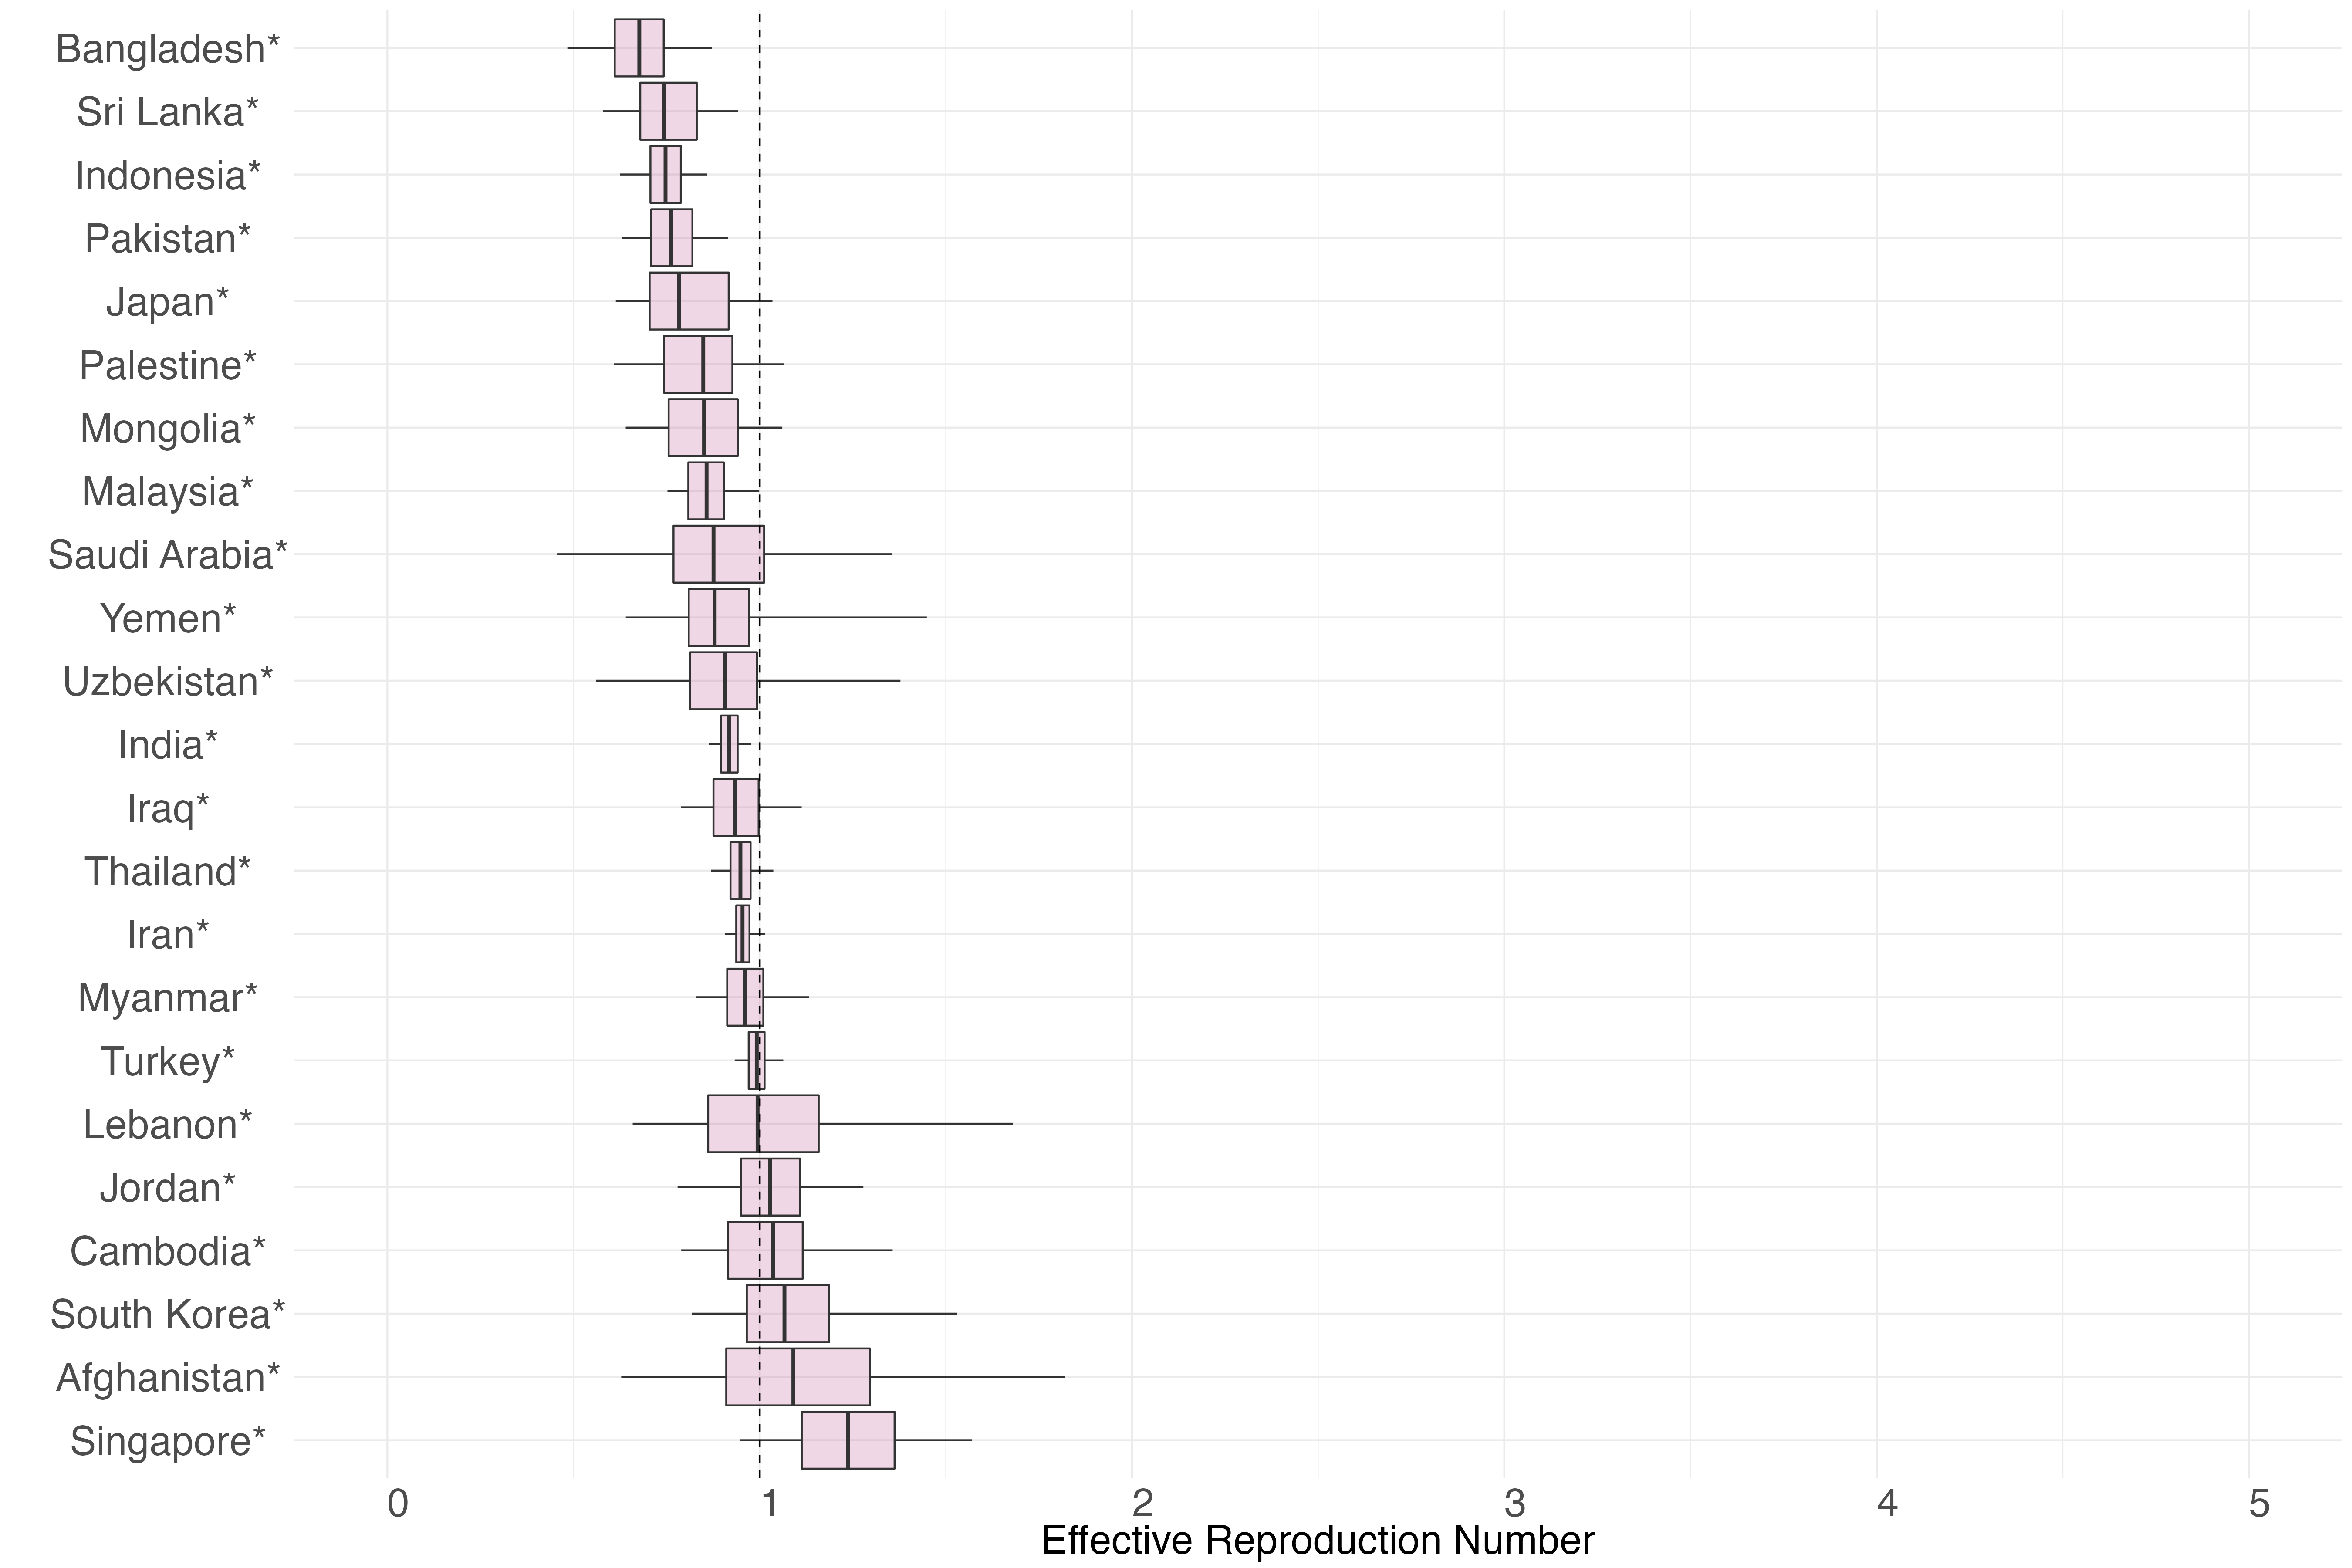 Bangladesh*
Sri Lanka*
Indonesia*
Pakistan*
Japan*
Palestine*
Mongolia*
Malaysia*
Saudi Arabia*
Yemen*
Uzbekistan*
India*
Iraq*
Thailand*
Iran*
Myanmar*
Turkey*
Lebanon*
Jordan*
Cambodia*
South Korea*
Afghanistan*
Singapore*
0 1 2 3 4 5
Effective Reproduction Number